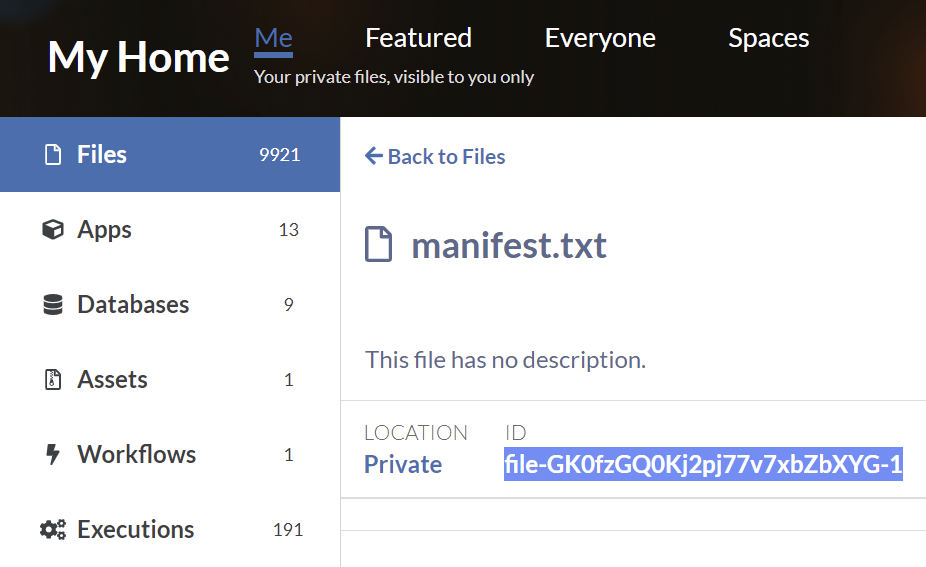 My Home
Me
Featured
Everyone
Spaces
Your private files, visible to you only
Files 9921
Apps 13
Databases 9
Assets 1
Workflows 1
Executions 191
Back to Files
manifest.txt
This file has no description.
LOCATION
Private
ID
file-GK0fzGQ0Kj2pj77v7xbZbXYG-1